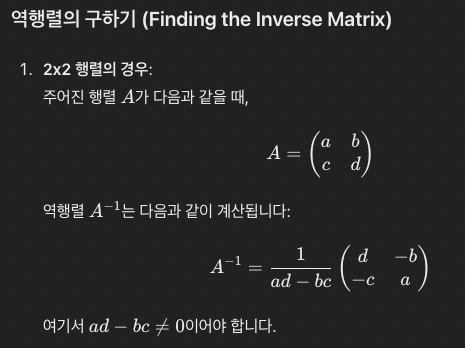 역행렬의 구하기 (Finding the Inverse Matrix)
1. 2x2 행렬의 경우:
주어진 행렬 A가 다음과 같을 때,
A = \begin{pmatrix} a & b \\ c & d \end{pmatrix}
역행렬 A^{-1}는 다음과 같이 계산됩니다:
A^{-1} = \frac{1}{ad - bc} \begin{pmatrix} d & -b \\ -c & a \end{pmatrix}
여기서 ad − bc ≠ 0이어야 합니다.